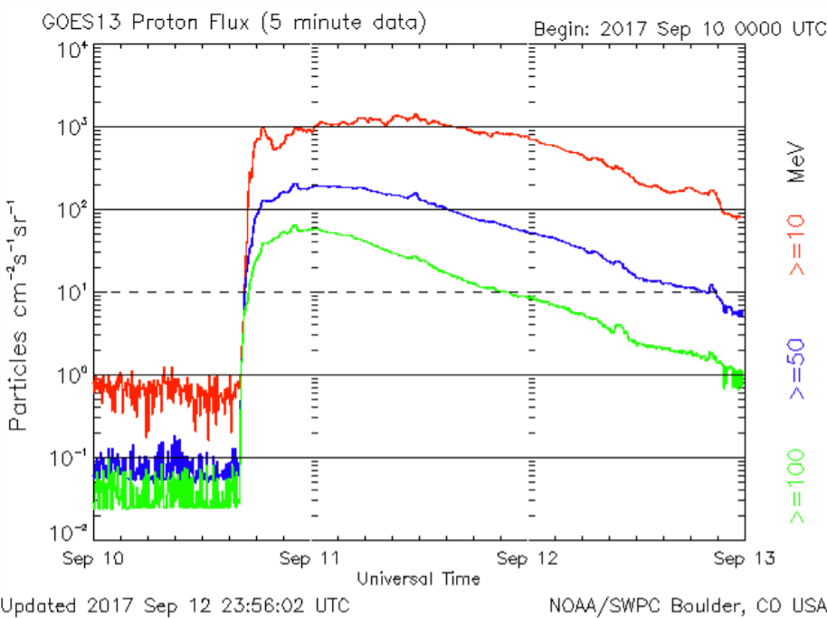 GOES13 Proton Flux (5 minute data)
Begin: 2017 Sep 10 0000 UTC
10⁴
10³
10²
10¹
10⁰
10⁻¹
10⁻²
Particles cm⁻²s⁻¹sr⁻¹
Sep 10
Sep 11
Sep 12
Sep 13
Universal Time
MeV
>=10
>=50
>=100
Updated 2017 Sep 12 23:56:02 UTC
NOAA/SWPC Boulder, CO USA